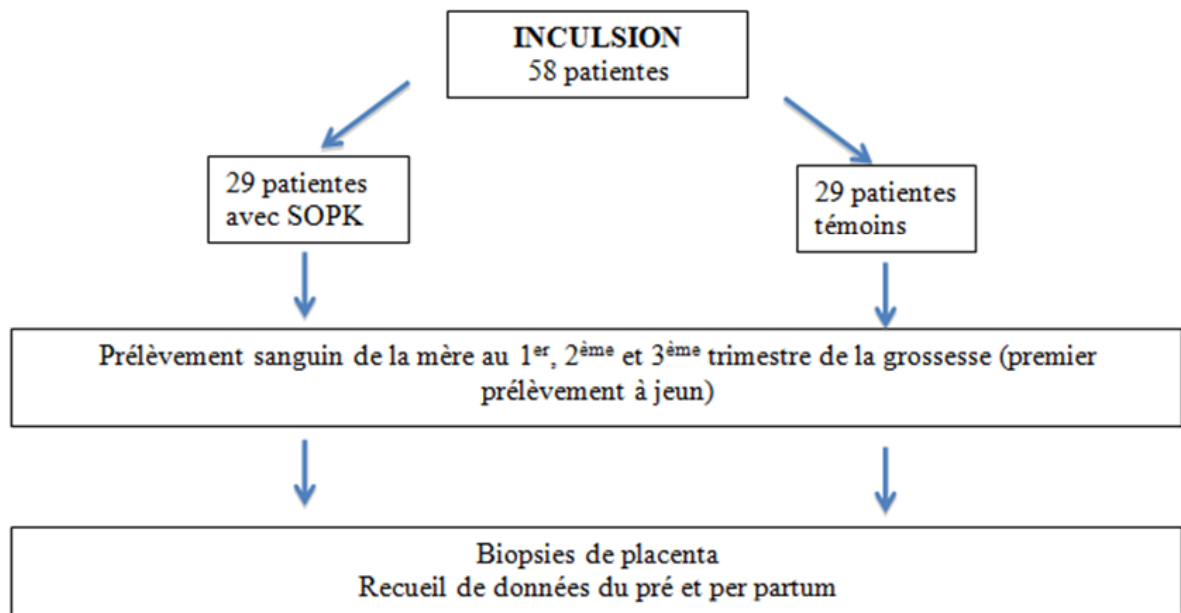 INCULSION
58 patientes
29 patientes
avec SOPK
29 patientes
témoins
Prélèvement sanguin de la mère au 1er, 2ème et 3ème trimestre de la grossesse (premier
prélèvement à jeun)
Biopsies de placenta
Recueil de données du pré et per partum